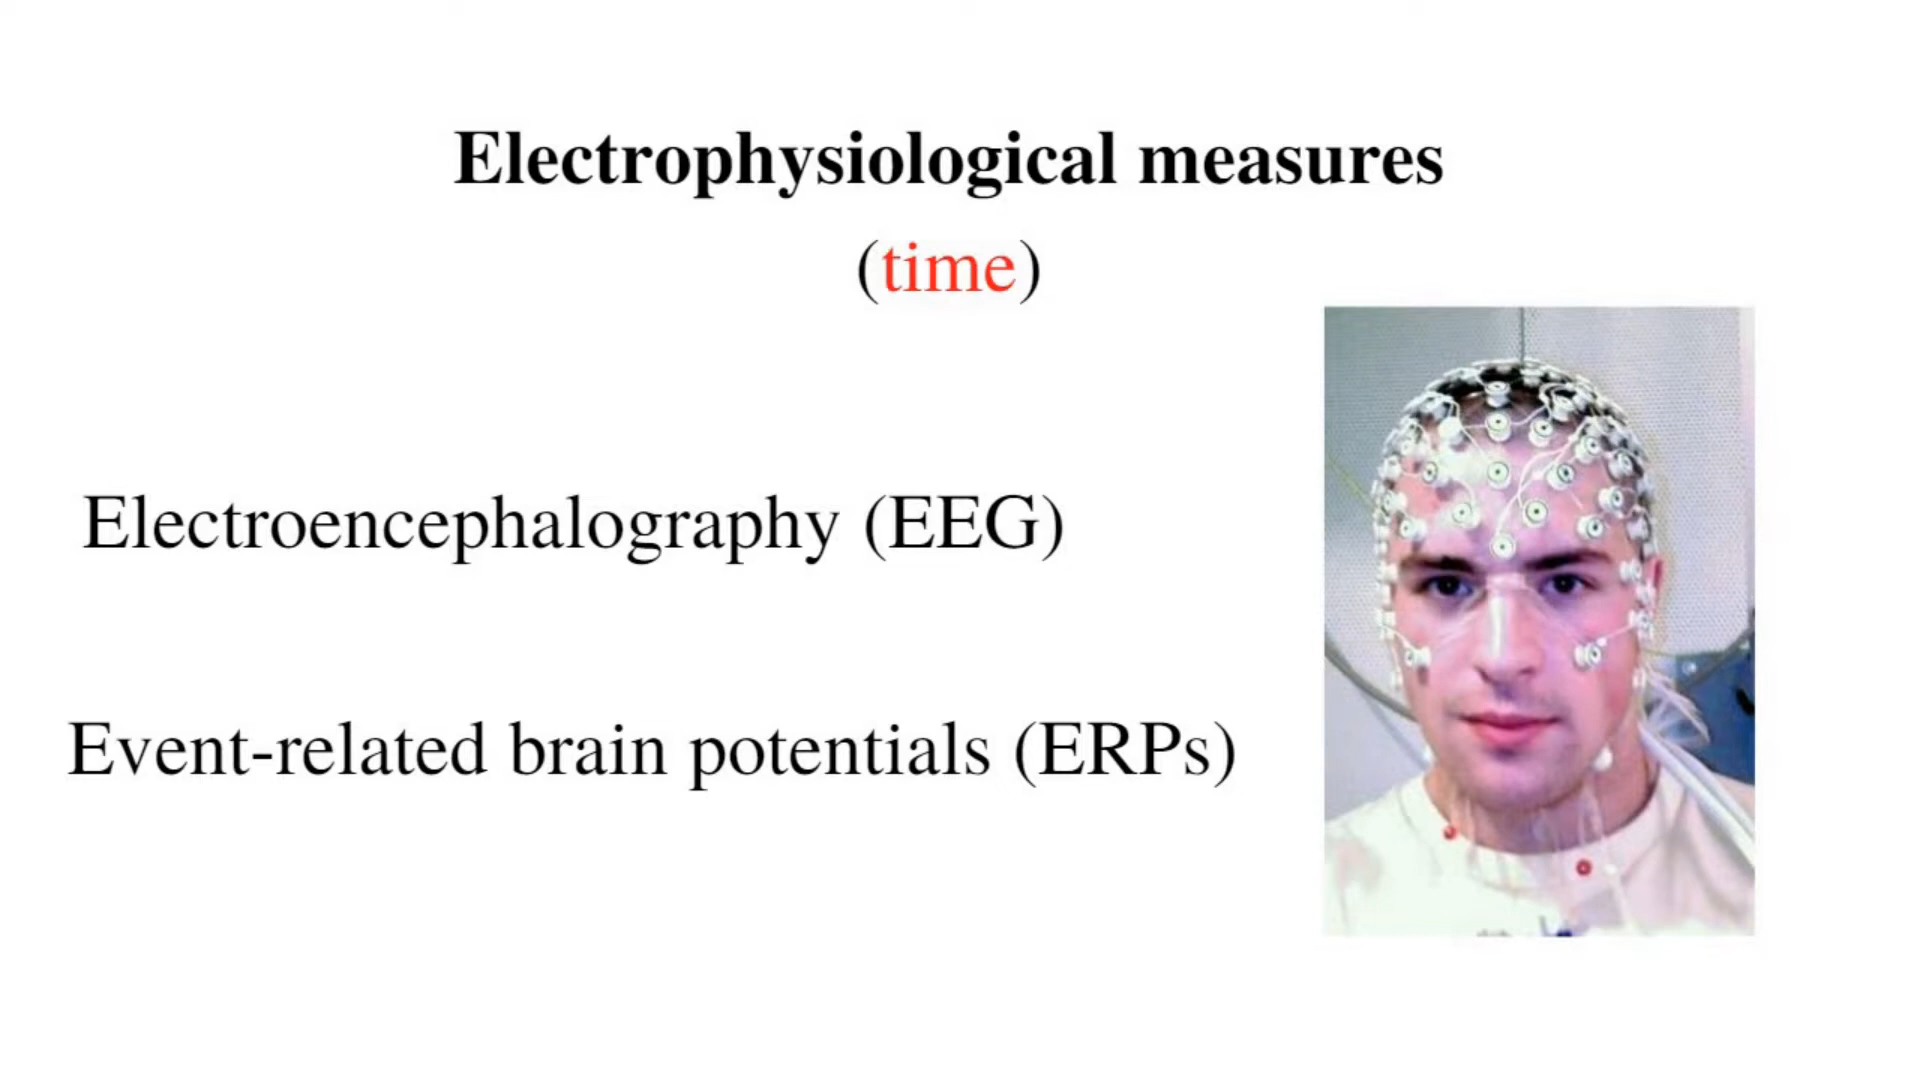 Electrophysiological measures
(time)
Electroencephalography (EEG)
Event-related brain potentials (ERPs)